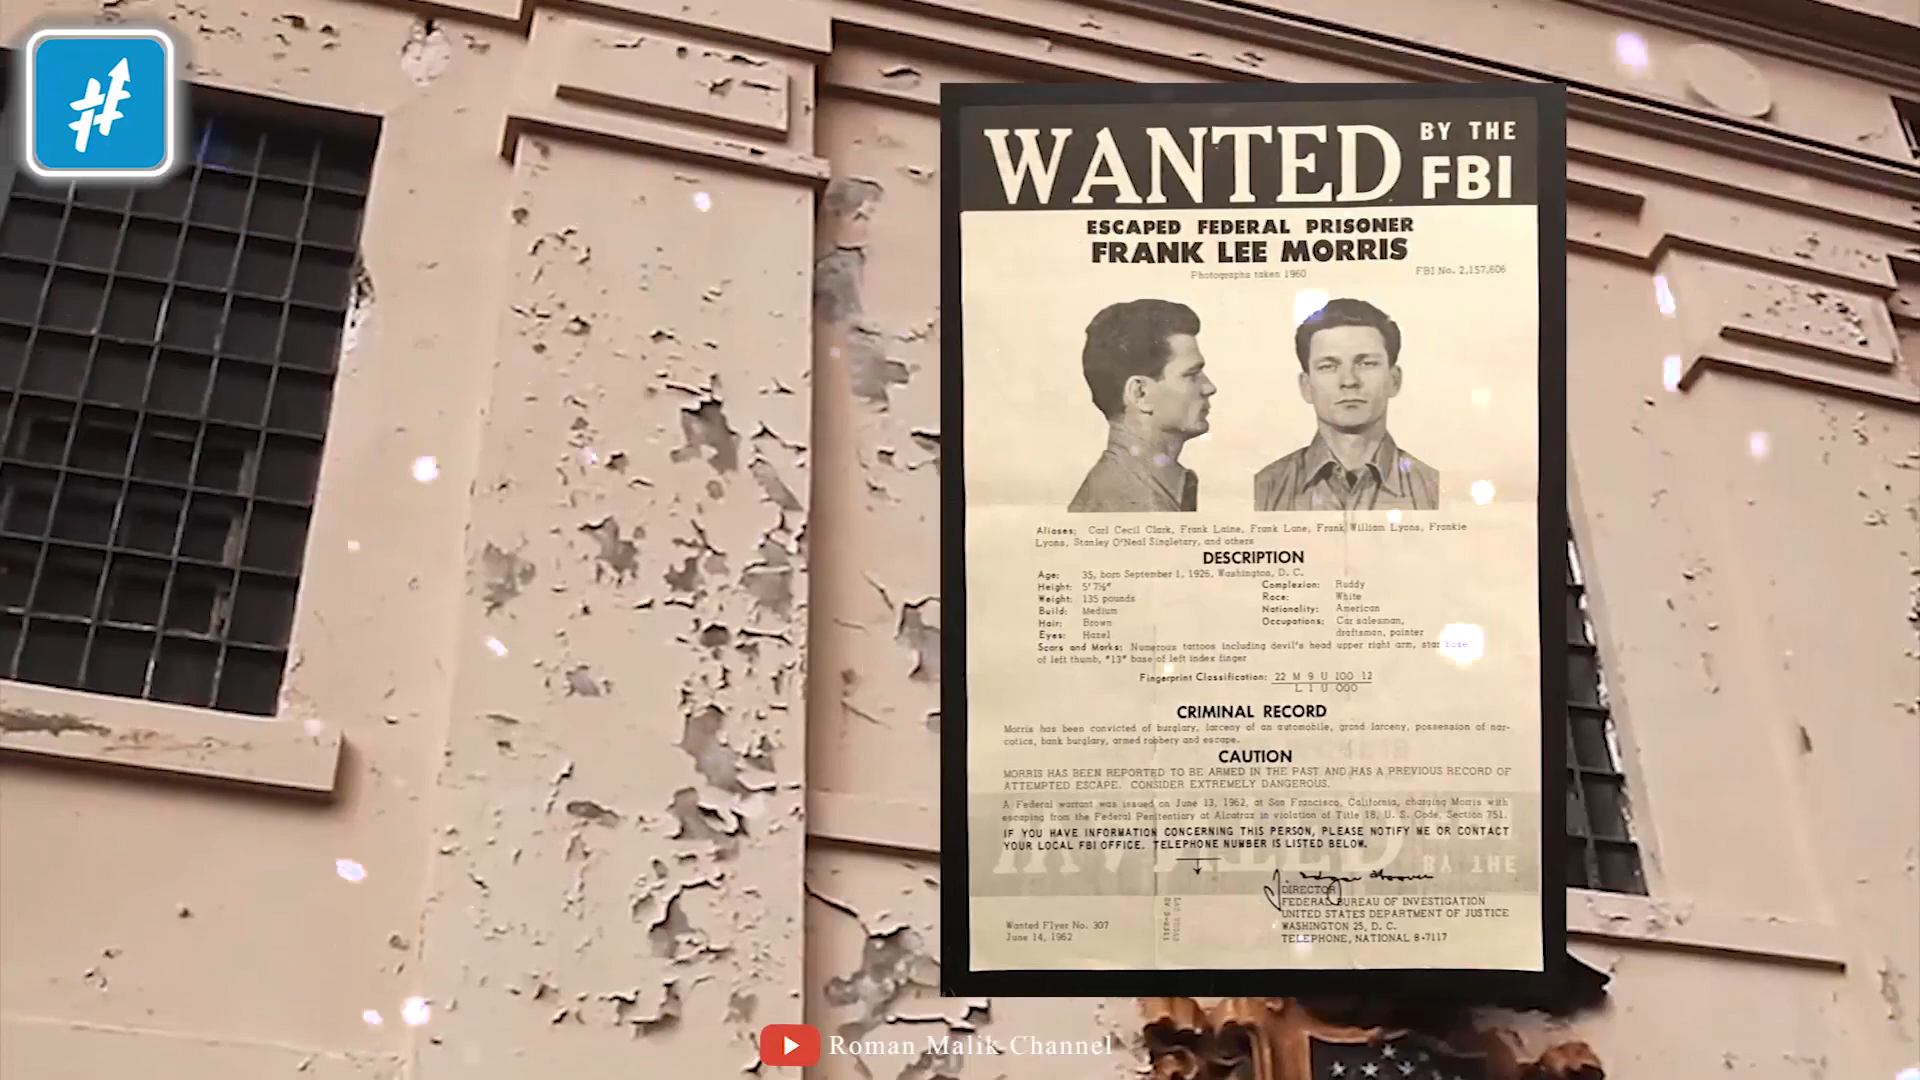 WANTED BY THE FBI
ESCAPED FEDERAL PRISONER
FRANK LEE MORRIS
Photographs taken 1960
FBI No. 2,157,606
Aliases: Carl Cecil Clark, Frank Laine, Frank Lane, Frank William Lyons, Frankie
Lyons, Stanley O'Neal Singletary, and others
DESCRIPTION
Age: 35, born September 1, 1926, Washington, D. C.
Height: 5'7½"
Weight: 135 pounds
Build: Medium
Hair: Brown
Eyes: Hazel
Complexion: Ruddy
Race: White
Nationality: American
Occupations: Car salesman,
draftsman, painter
Scars and Marks: Numerous tattoos including devil's head upper right arm, star base
of left thumb, "13" base of left index finger
Fingerprint Classification: 22 M 9 U IOO 12
L 1 U OOO
CRIMINAL RECORD
Morris has been convicted of burglary, larceny of an automobile, grand larceny, possession of nar-
cotics, bank burglary, armed robbery and escape.
CAUTION
MORRIS HAS BEEN REPORTED TO BE ARMED IN THE PAST AND HAS A PREVIOUS RECORD OF
ATTEMPTED ESCAPE. CONSIDER EXTREMELY DANGEROUS.
A Federal warrant was issued on June 13, 1962, at San Francisco, California, charging Morris with
escaping from the Federal Penitentiary at Alcatraz in violation of Title 18, U. S. Code, Section 751.
IF YOU HAVE INFORMATION CONCERNING THIS PERSON, PLEASE NOTIFY ME OR CONTACT
YOUR LOCAL FBI OFFICE. TELEPHONE NUMBER IS LISTED BELOW.
BY THE
J. Edgar Hoover
DIRECTOR
FEDERAL BUREAU OF INVESTIGATION
UNITED STATES DEPARTMENT OF JUSTICE
WASHINGTON 25, D. C.
TELEPHONE, NATIONAL 8-7117
Wanted Flyer No. 307
June 14, 1962
Roman Malik Channel